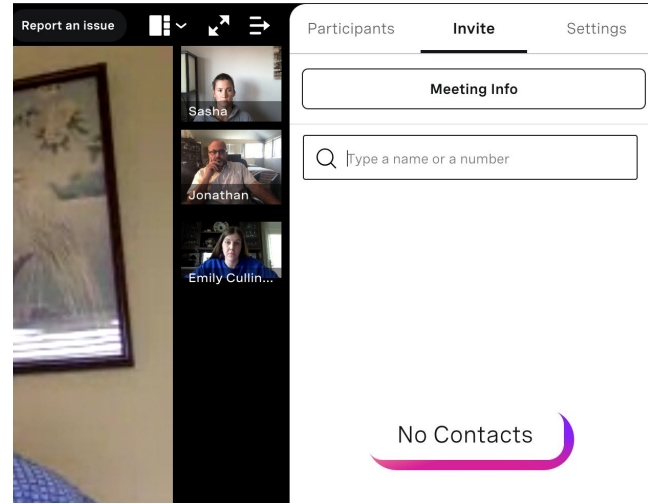 Report an issue
Participants
Invite
Settings
Meeting Info
Type a name or a number
Sasha
Jonathan
Emily Cullin...
No Contacts